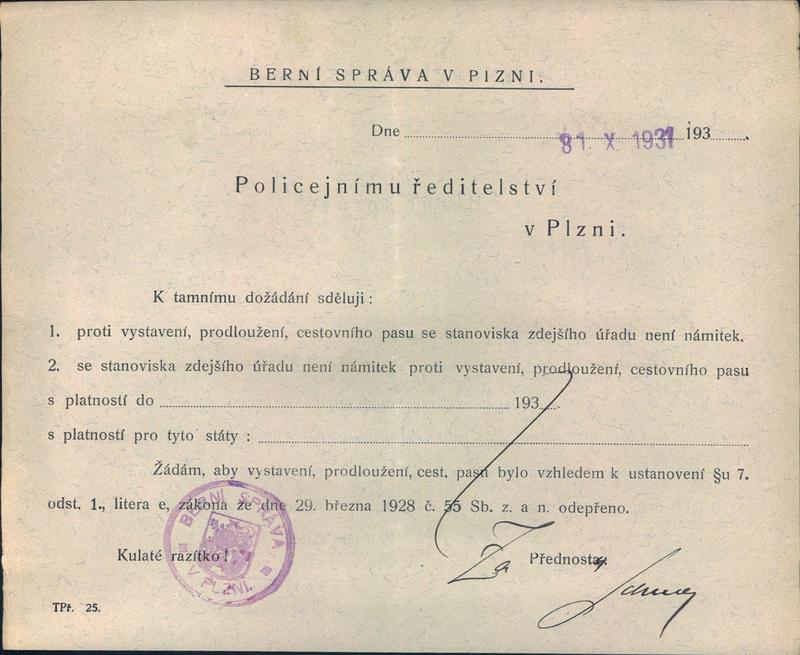 BERNÍ SPRÁVA V PLZNI.
Dne 31. X. 1931 193
Policejnímu ředitelství
v Plzni.
K tamnímu dožádání sděluji :
1. proti vystavení, prodloužení, cestovního pasu se stanoviska zdejšího úřadu není námitek.
2. se stanoviska zdejšího úřadu není námitek proti vystavení, prodloužení, cestovního pasu
s platností do 193
s platností pro tyto státy :
Žádám, aby vystavení, prodloužení, cest. pasu bylo vzhledem k ustanovení §u 7.
odst. 1., litera e, zákona ze dne 29. března 1928 č. 55 Sb. z. a n. odepřeno.
BERNÍ SPRÁVA
V PLZNI.
Kulaté razítko !
Za Přednosta
TPř. 25.